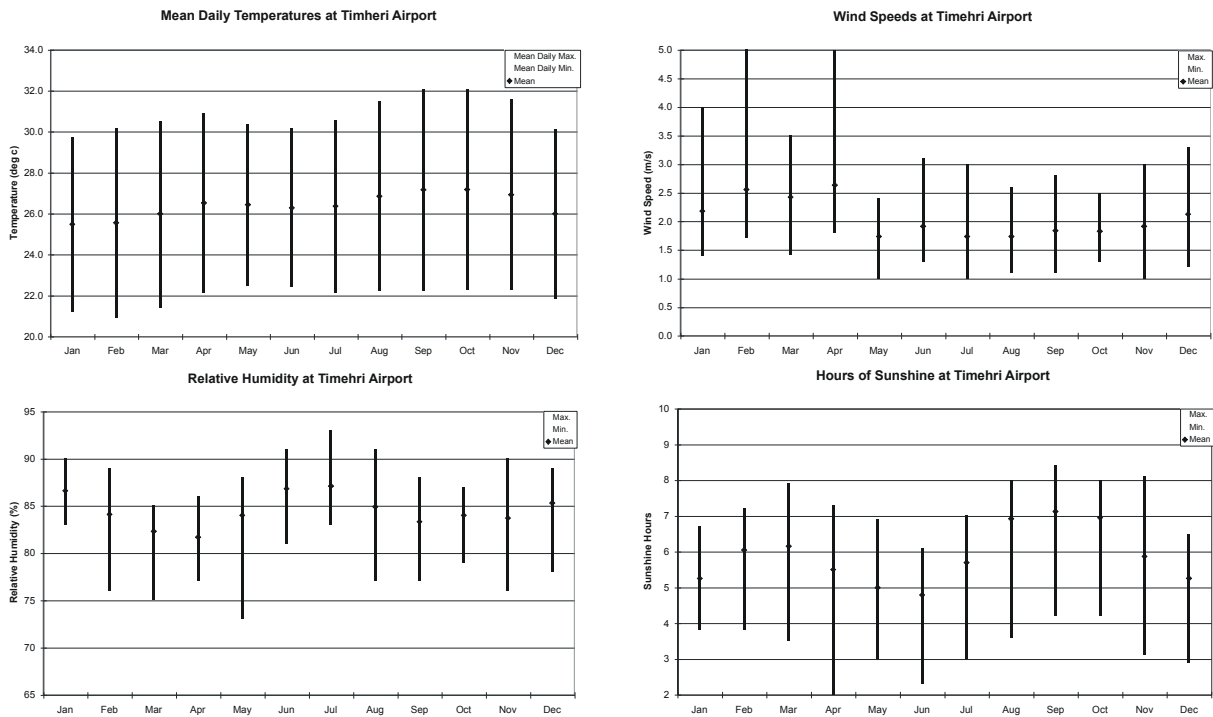 Mean Daily Temperatures at Timheri Airport
34.0
32.0
30.0
28.0
26.0
24.0
22.0
20.0
Temperature (deg c)
Mean Daily Max.
Mean Daily Min.
Mean
Jan Feb Mar Apr May Jun Jul Aug Sep Oct Nov Dec
Wind Speeds at Timehri Airport
5.0
4.5
4.0
3.5
3.0
2.5
2.0
1.5
1.0
0.5
0.0
Wind Speed (m/s)
Max.
Min.
Mean
Jan Feb Mar Apr May Jun Jul Aug Sep Oct Nov Dec
Relative Humidity at Timehri Airport
95
90
85
80
75
70
65
Relative Humidity (%)
Max.
Min.
Mean
Jan Feb Mar Apr May Jun Jul Aug Sep Oct Nov Dec
Hours of Sunshine at Timehri Airport
10
9
8
7
6
5
4
3
2
Sunshine Hours
Max.
Min.
Mean
Jan Feb Mar Apr May Jun Jul Aug Sep Oct Nov Dec